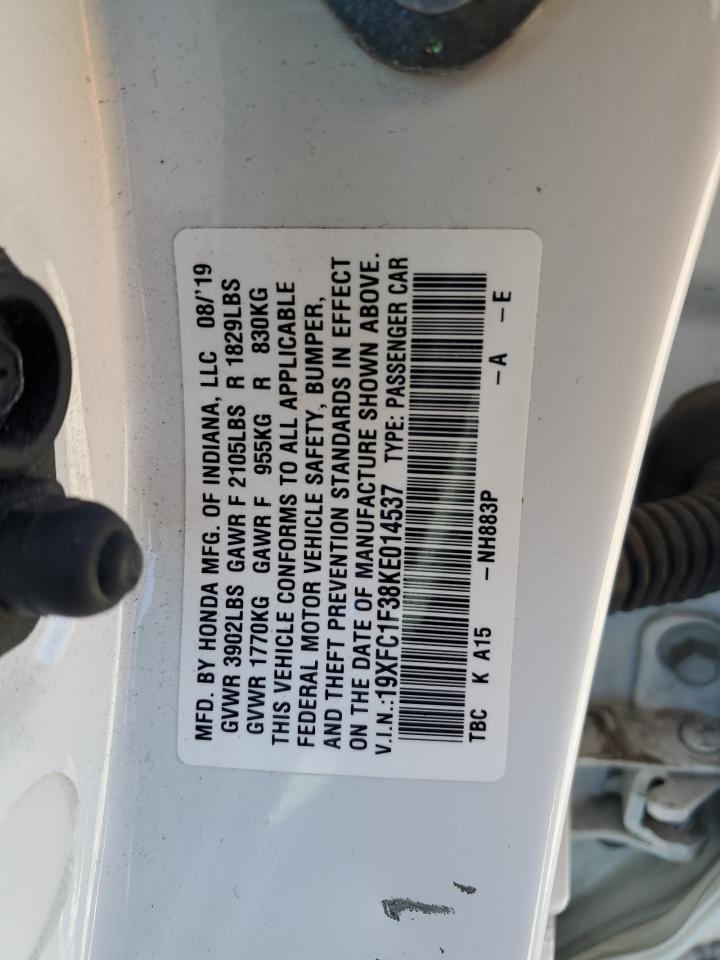 MFD. BY HONDA MFG. OF INDIANA, LLC 08/'19
GVWR 3902LBS GAWR F 2105LBS R 1829LBS
GVWR 1770KG GAWR F 955KG R 830KG
THIS VEHICLE CONFORMS TO ALL APPLICABLE
FEDERAL MOTOR VEHICLE SAFETY, BUMPER,
AND THEFT PREVENTION STANDARDS IN EFFECT
ON THE DATE OF MANUFACTURE SHOWN ABOVE.
V.I.N.:19XFC1F38KE014537 TYPE: PASSENGER CAR
TBC K A15 -NH883P -A -E
1,